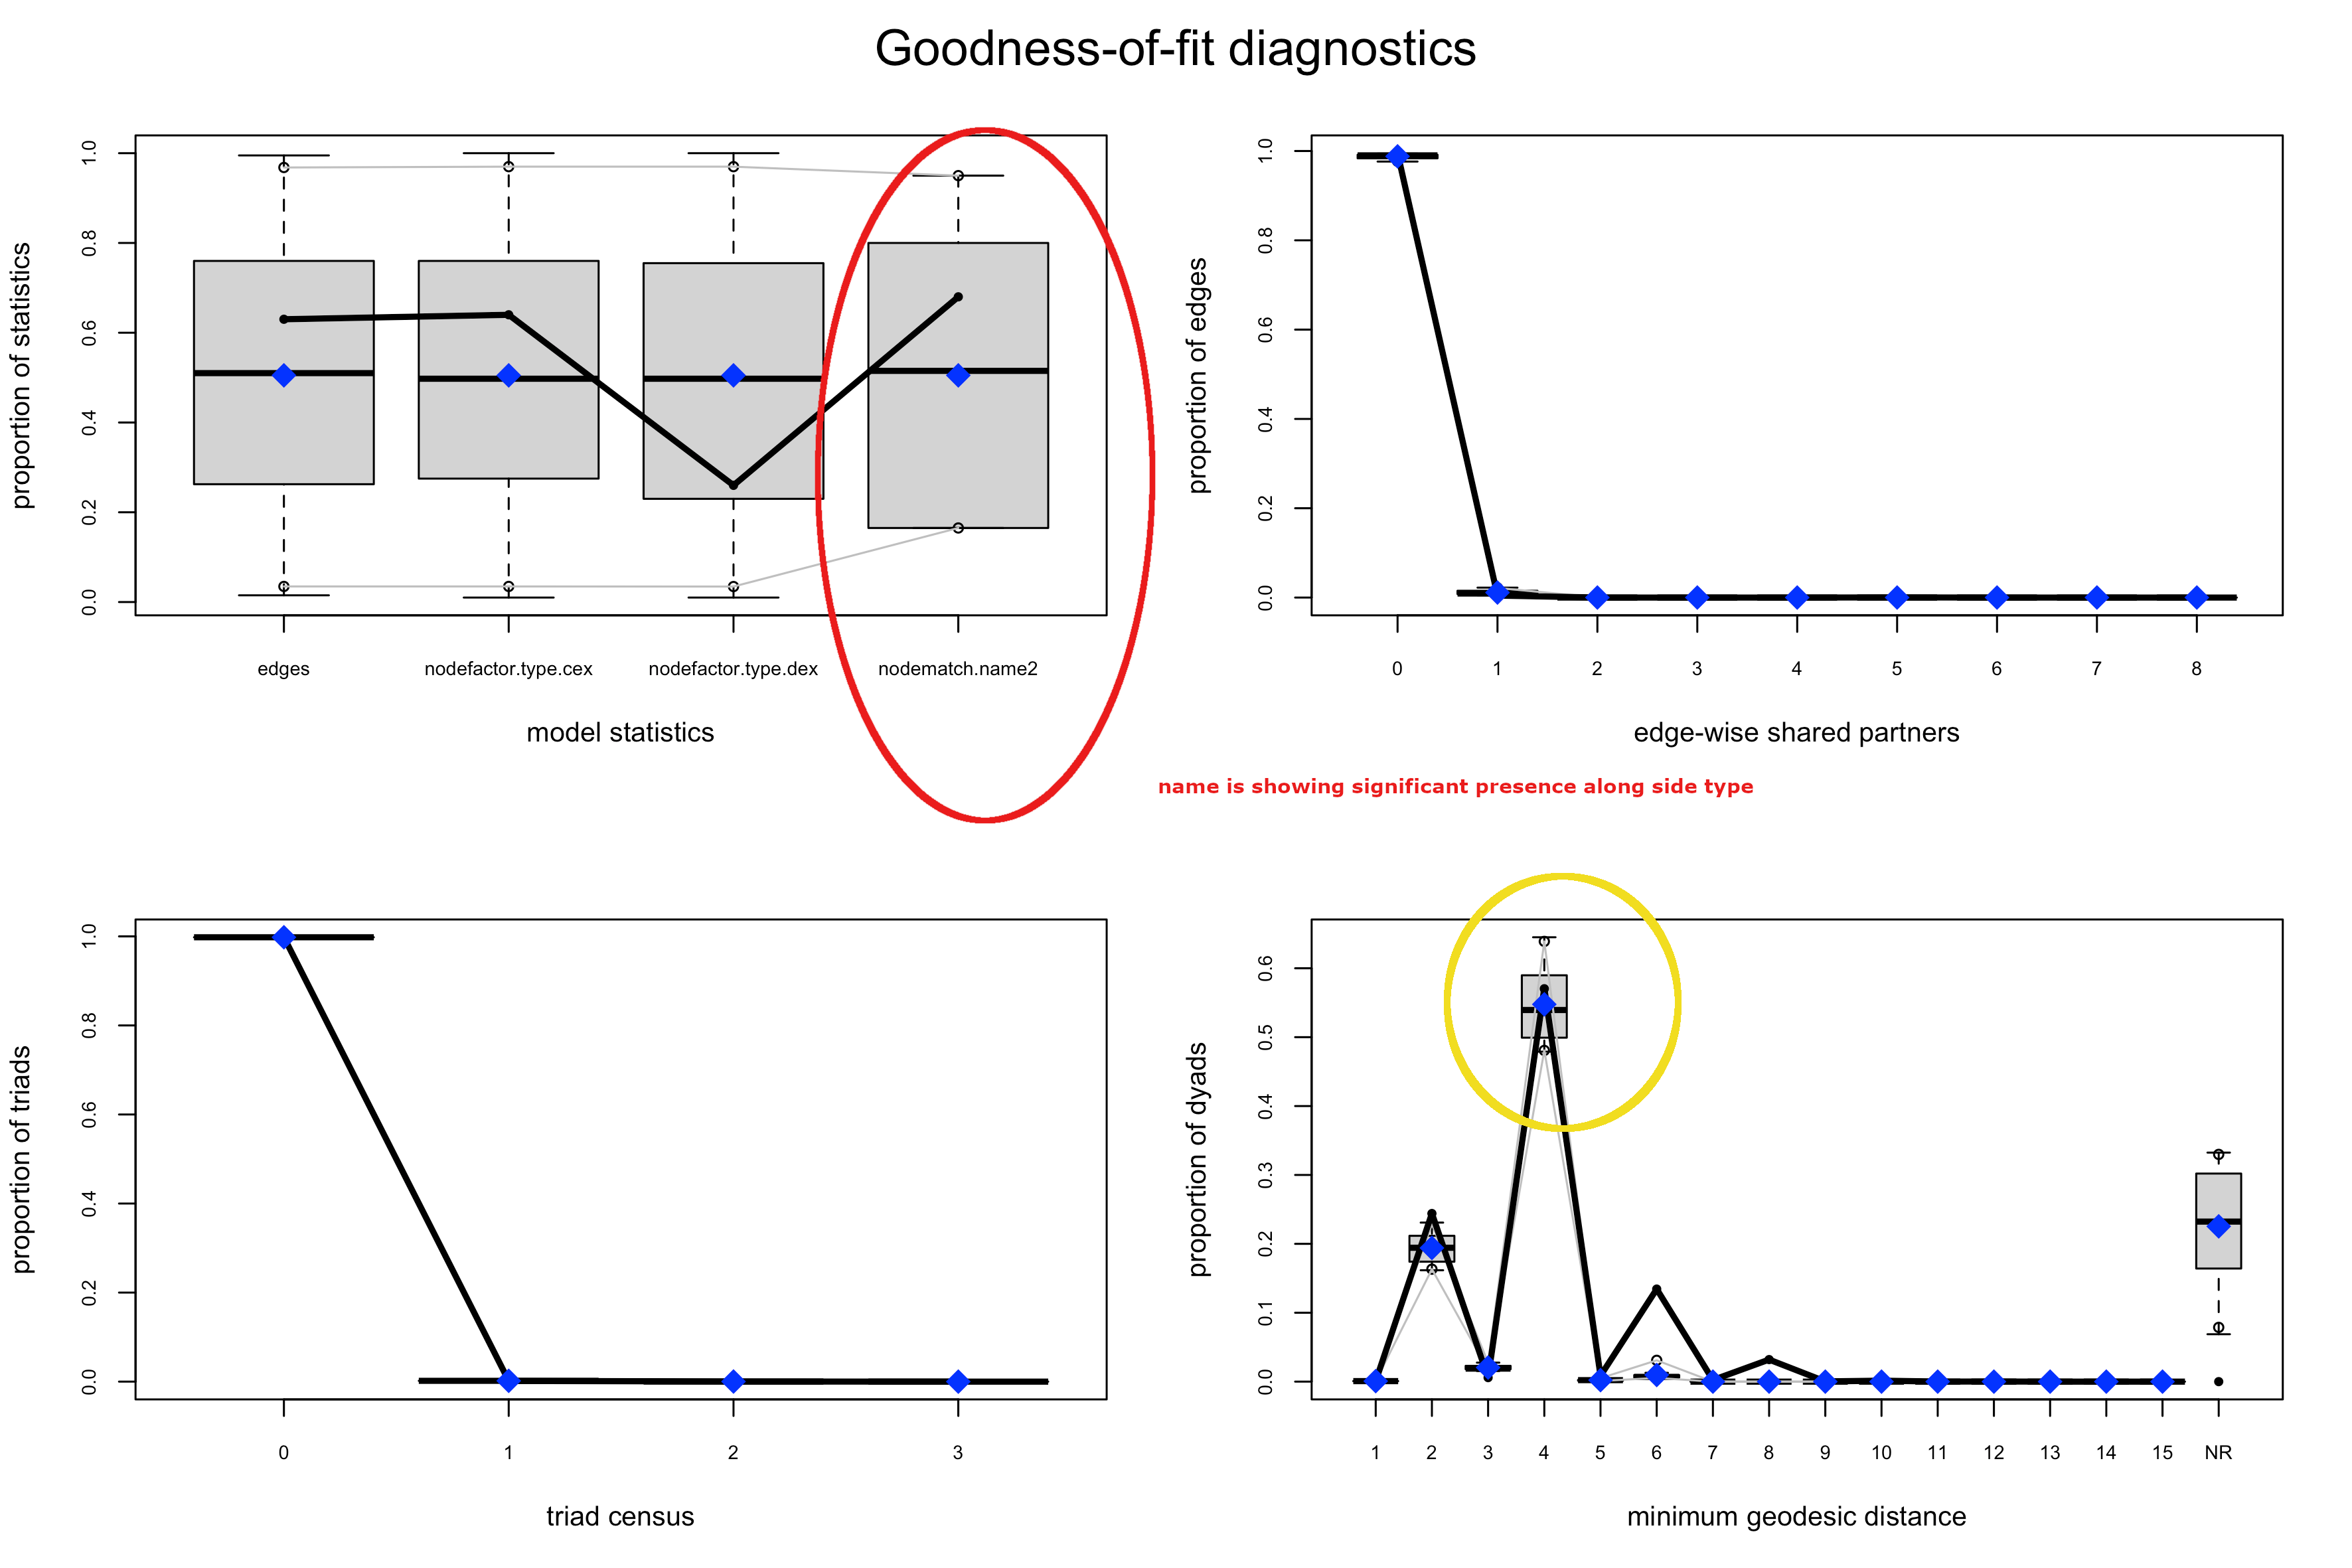 Goodness-of-fit diagnostics
proportion of statistics
0.0 0.2 0.4 0.6 0.8 1.0
edges nodefactor.type.cex nodefactor.type.dex nodematch.name2
model statistics
proportion of edges
0.0 0.2 0.4 0.6 0.8 1.0
0 1 2 3 4 5 6 7 8
edge-wise shared partners
name is showing significant presence along side type
proportion of triads
0.0 0.2 0.4 0.6 0.8 1.0
0 1 2 3
triad census
proportion of dyads
0.0 0.1 0.2 0.3 0.4 0.5 0.6
1 2 3 4 5 6 7 8 9 10 11 12 13 14 15 NR
minimum geodesic distance